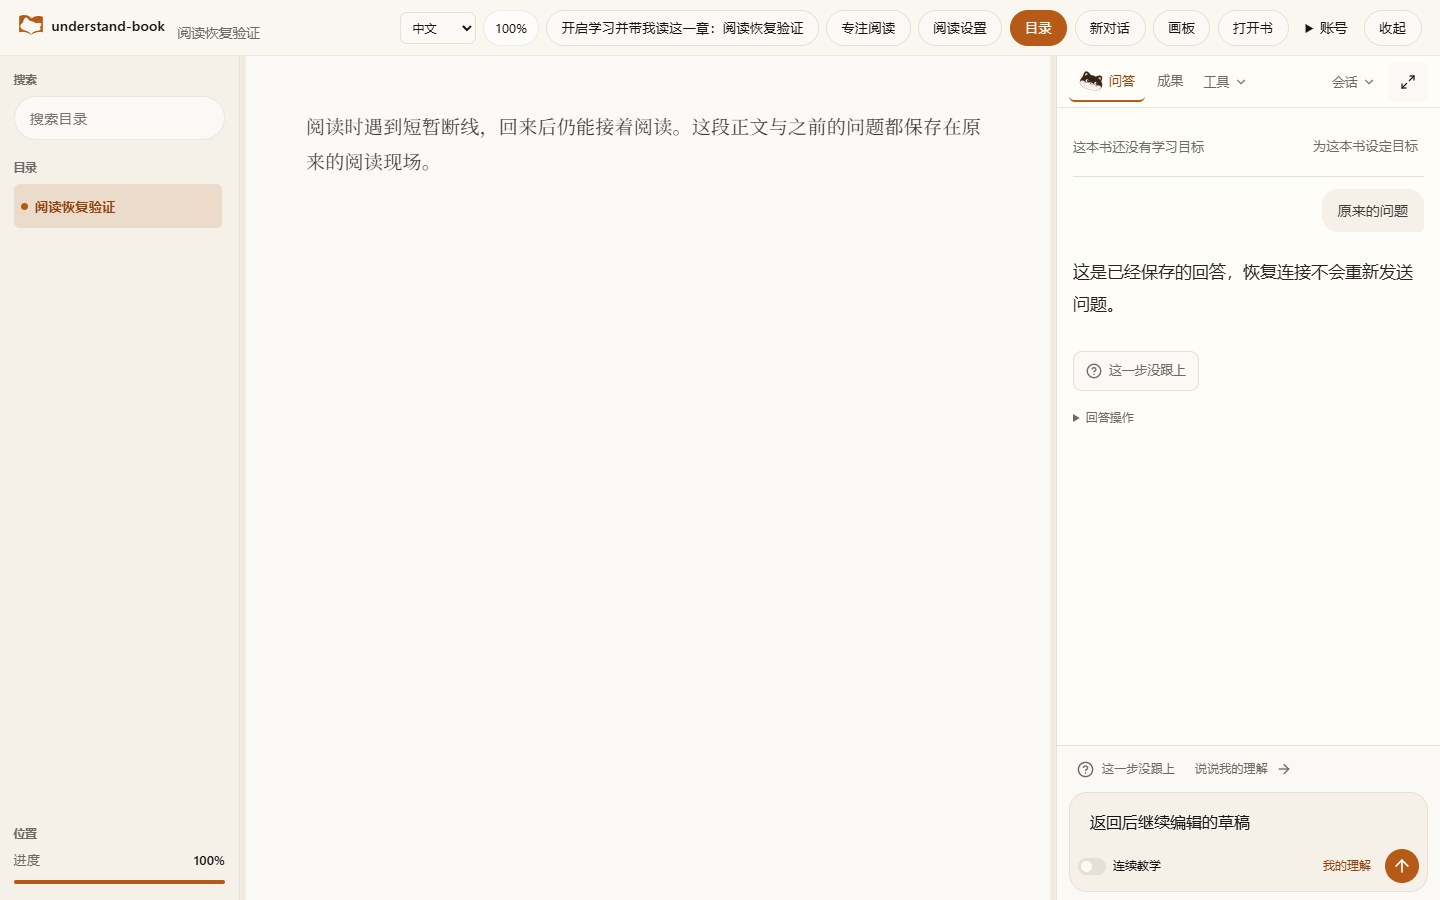 understand-book
阅读恢复验证
中文
100%
开启学习并带我读这一章：阅读恢复验证
专注阅读
阅读设置
目录
新对话
画板
打开书
账号
收起
搜索
搜索目录
目录
阅读恢复验证
位置
进度
100%
阅读时遇到短暂断线，回来后仍能接着阅读。这段正文与之前的问题都保存在原
来的阅读现场。
问答
成果
工具
会话
这本书还没有学习目标
为这本书设定目标
原来的问题
这是已经保存的回答，恢复连接不会重新发送
问题。
这一步没跟上
回答操作
这一步没跟上
说说我的理解
返回后继续编辑的草稿
连续教学
我的理解